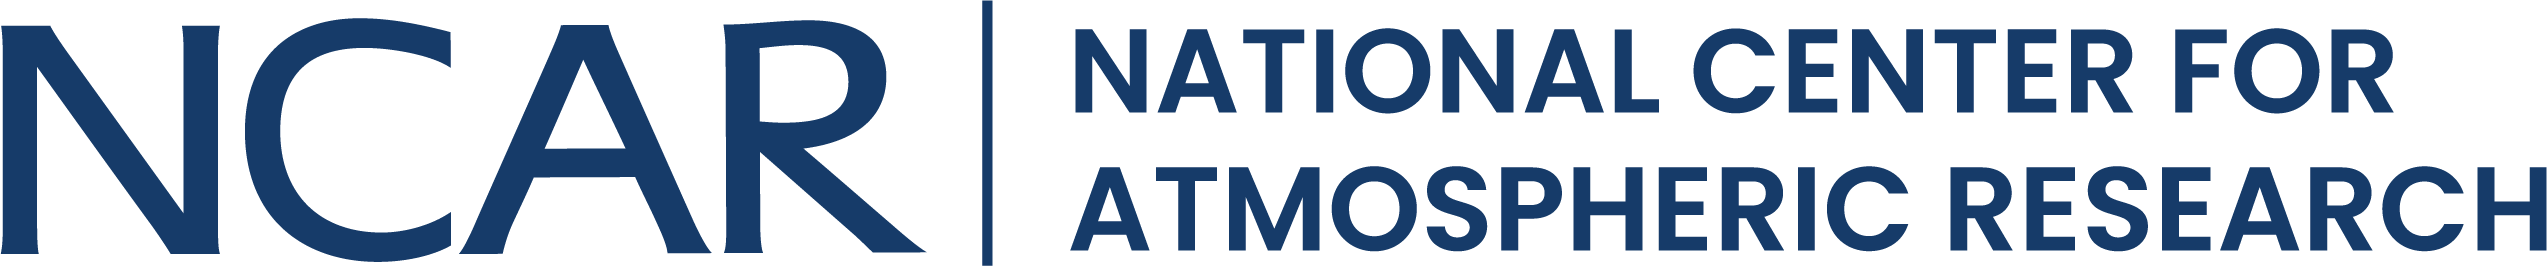 NCAR
NATIONAL CENTER FOR
ATMOSPHERIC RESEARCH